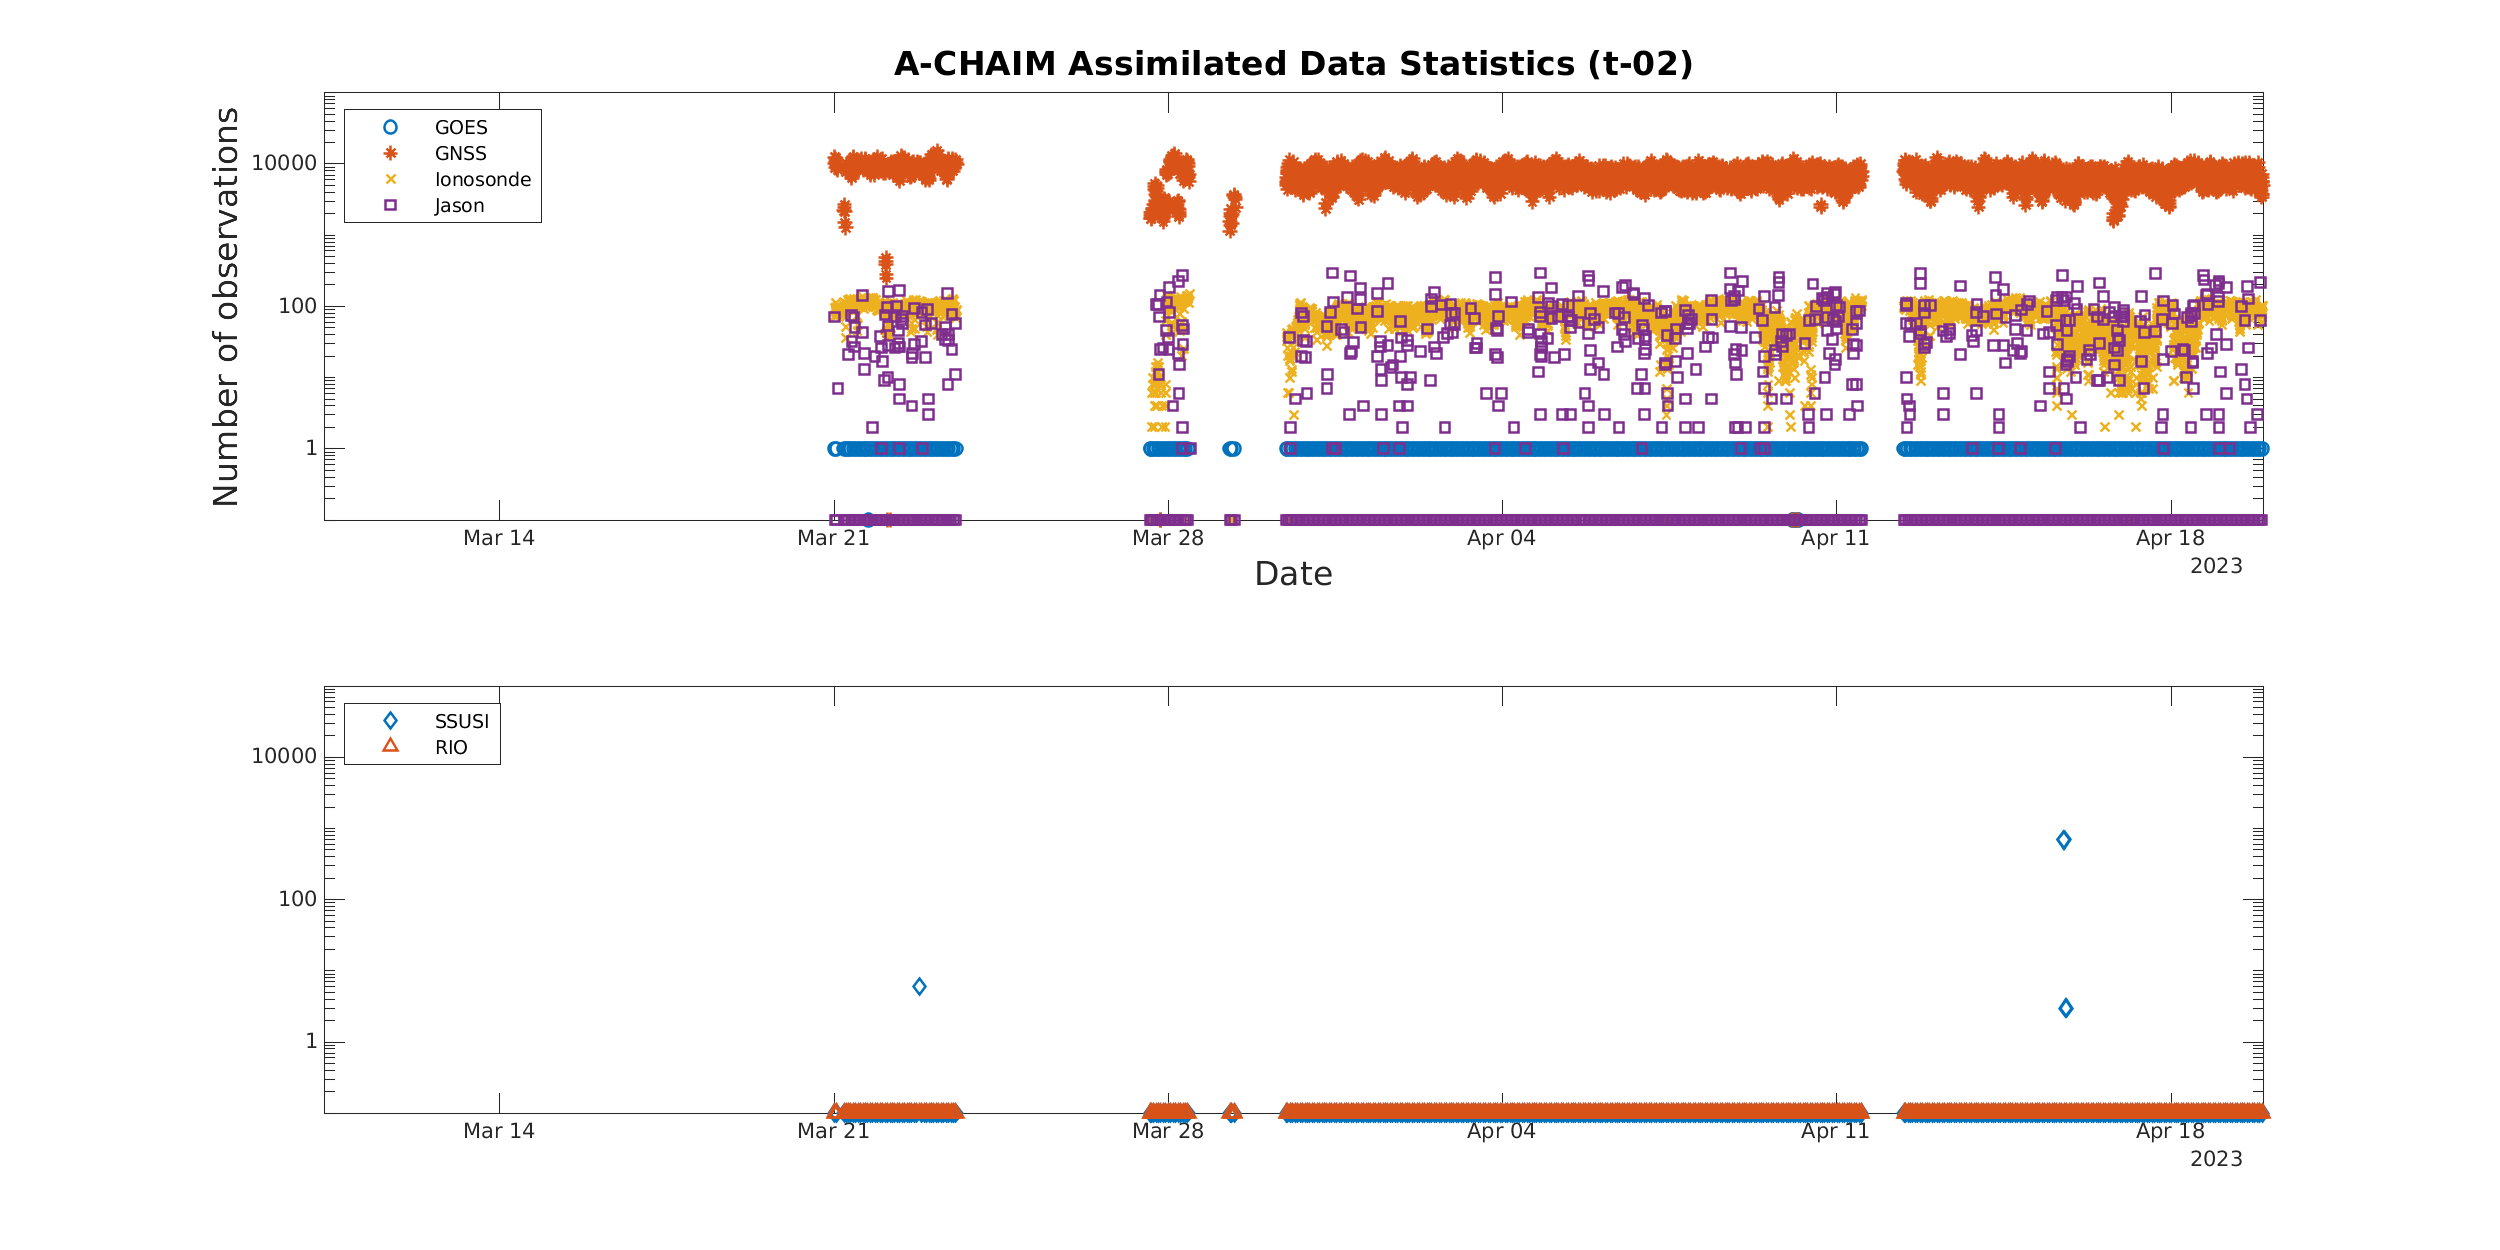 A-CHAIM Assimilated Data Statistics (t-02)
GOES
GNSS
Ionosonde
Jason
Number of observations
10000
100
1
Mar 14 Mar 21 Mar 28 Apr 04 Apr 11 Apr 18
2023
Date
SSUSI
RIO
10000
100
1
Mar 14 Mar 21 Mar 28 Apr 04 Apr 11 Apr 18
2023